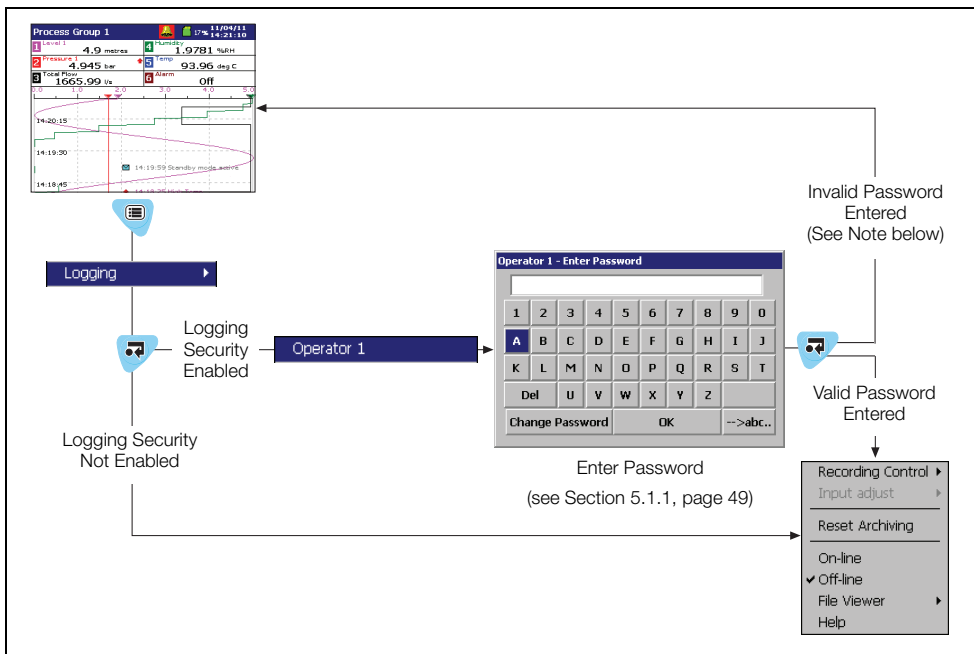 Process Group 1
17%
11/04/11
14:21:10
1 Level 1
4.9 metres
4 Humidity
1.9781 %RH
2 Pressure 1
4.945 bar
5 Temp
93.96 deg C
3 Total Flow
1665.99 l/s
6 Alarm
Off
0.0 1.0 2.0 3.0 4.0 5.0
14:20:15
14:19:30
14:19:59 Standby mode active
14:18:45
Logging
Logging
Security
Enabled
Operator 1
Logging Security
Not Enabled
Operator 1 - Enter Password
1 2 3 4 5 6 7 8 9 0
A B C D E F G H I J
K L M N O P Q R S T
Del U V W X Y Z
Change Password OK -->abc..
Enter Password
(see Section 5.1.1, page 49)
Invalid Password
Entered
(See Note below)
Valid Password
Entered
Recording Control
Input adjust
Reset Archiving
On-line
Off-line
File Viewer
Help